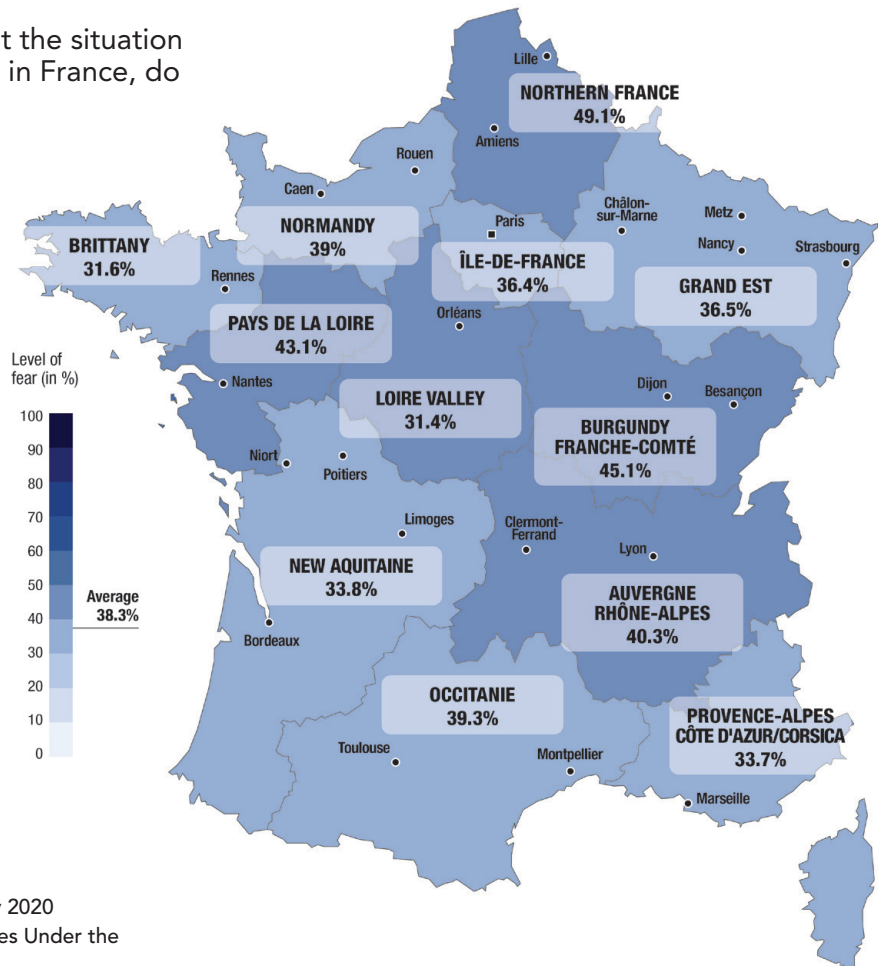 t the situation
in France, do
Lille
NORTHERN FRANCE
49.1%
Amiens
Rouen
Caen
NORMANDY
39%
BRITTANY
31.6%
Rennes
Paris
ÎLE-DE-FRANCE
36.4%
Châlon-
sur-Marne
Metz
Nancy
Strasbourg
GRAND EST
36.5%
PAYS DE LA LOIRE
43.1%
Orléans
Nantes
LOIRE VALLEY
31.4%
Dijon
Besançon
BURGUNDY
FRANCHE-COMTÉ
45.1%
Level of
fear (in %)
100
90
80
70
60
50
40
30
20
10
0
Average
38.3%
Niort
Poitiers
Limoges
Clermont-
Ferrand
Lyon
NEW AQUITAINE
33.8%
AUVERGNE
RHÔNE-ALPES
40.3%
Bordeaux
OCCITANIE
39.3%
PROVENCE-ALPES
CÔTE D'AZUR/CORSICA
33.7%
Toulouse
Montpellier
Marseille
2020
es Under the